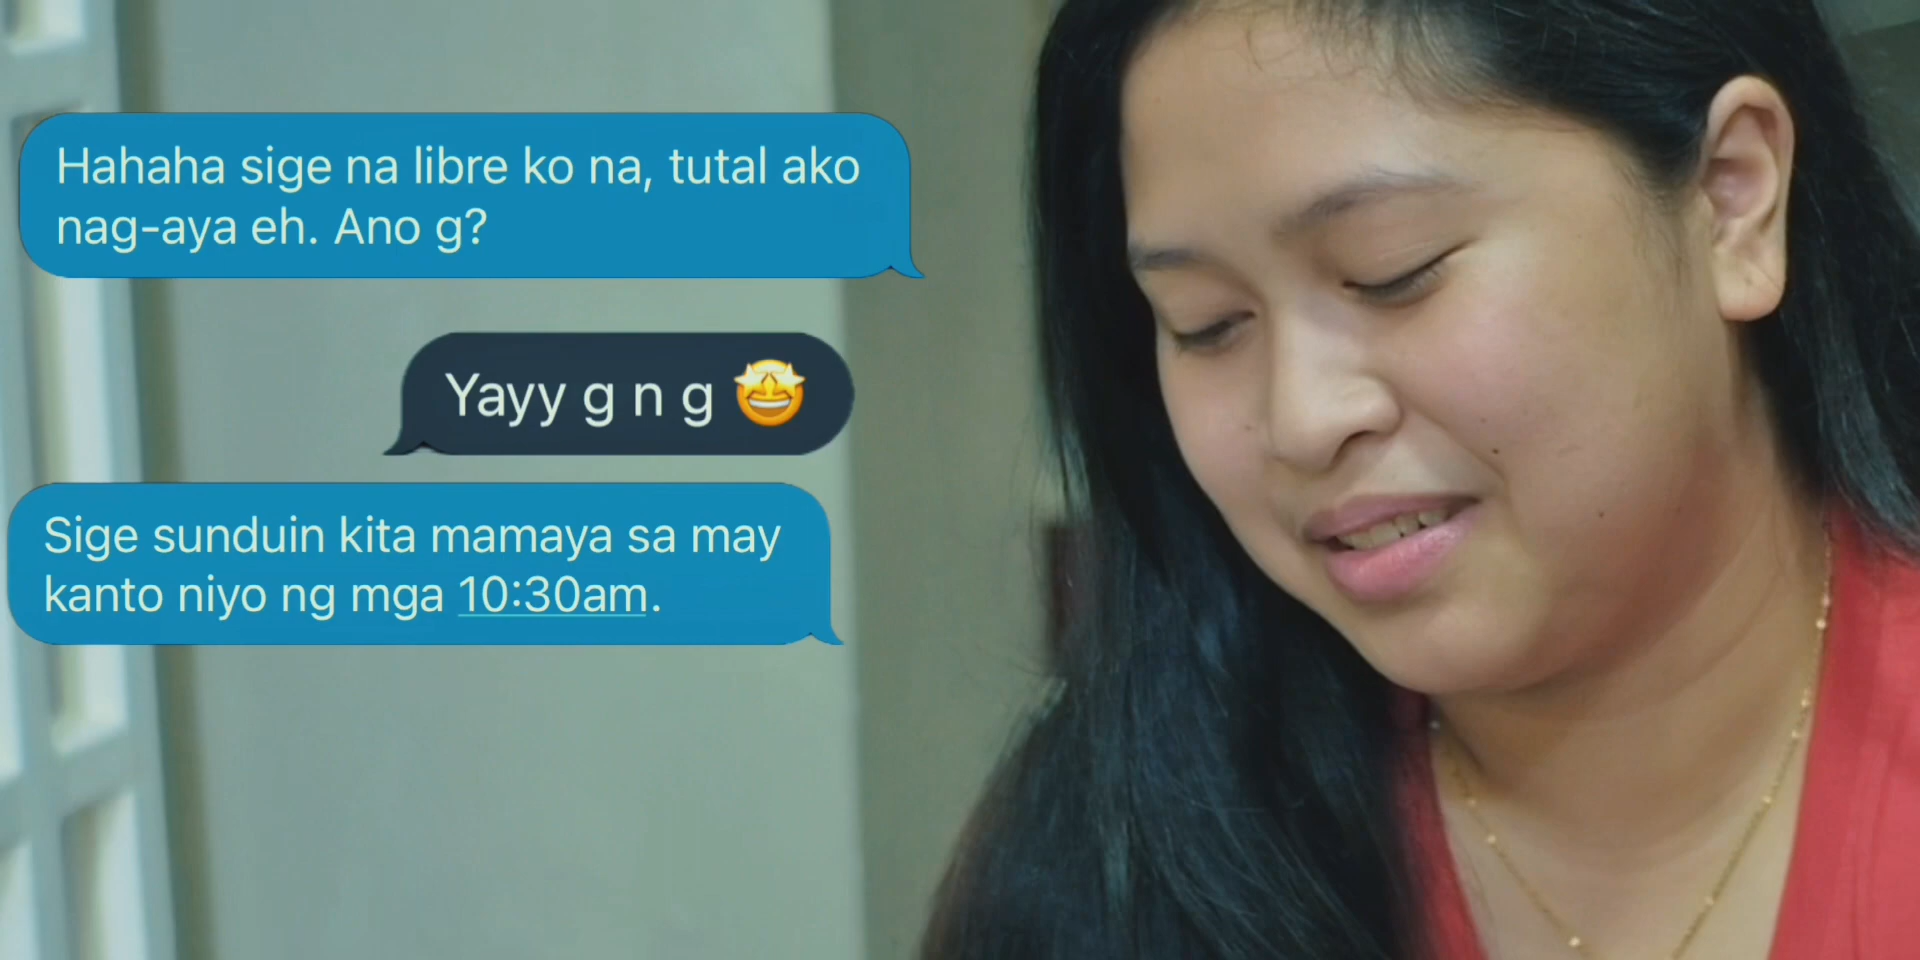 Hahaha sige na libre ko na, tutal ako
nag-aya eh. Ano g?
Yayy g n g 🤩
Sige sunduin kita mamaya sa may
kanto niyo ng mga 10:30am.